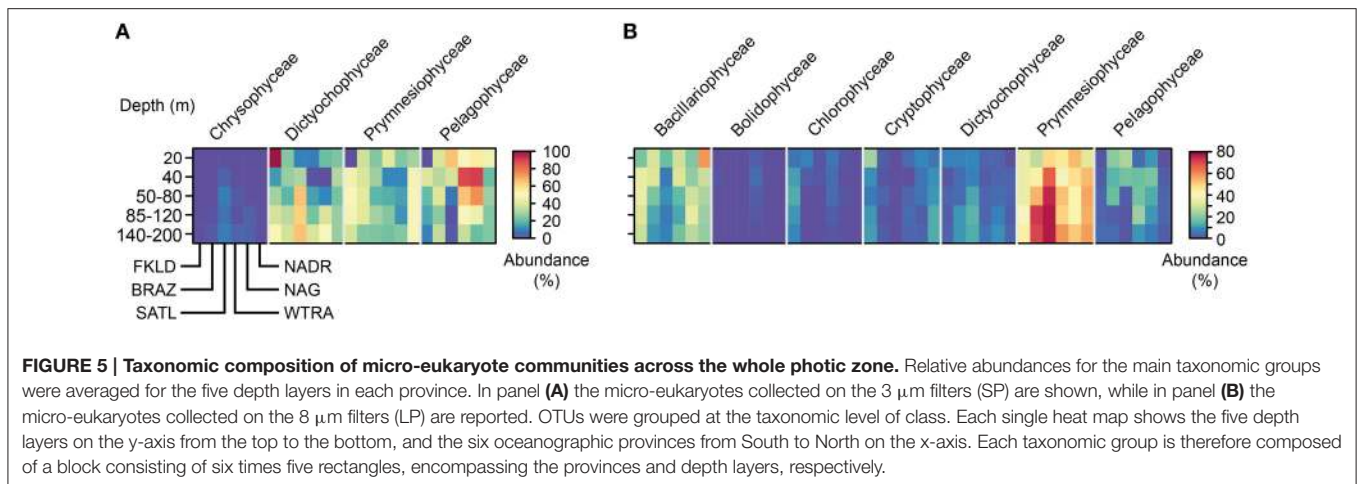 A
B
Chrysophyceae
Dictyochophyceae
Prymnesiophyceae
Pelagophyceae
Bacillariophyceae
Bolidophyceae
Chlorophyceae
Cryptophyceae
Dictyochophyceae
Prymnesiophyceae
Pelagophyceae
Depth (m)
20
40
50-80
85-120
140-200
100
80
60
40
20
0
Abundance
(%)
80
60
40
20
0
Abundance
(%)
FKLD
BRAZ
SATL
NADR
NAG
WTRA
FIGURE 5 | Taxonomic composition of micro-eukaryote communities across the whole photic zone. Relative abundances for the main taxonomic groups
were averaged for the five depth layers in each province. In panel (A) the micro-eukaryotes collected on the 3 μm filters (SP) are shown, while in panel (B) the
micro-eukaryotes collected on the 8 μm filters (LP) are reported. OTUs were grouped at the taxonomic level of class. Each single heat map shows the five depth
layers on the y-axis from the top to the bottom, and the six oceanographic provinces from South to North on the x-axis. Each taxonomic group is therefore composed
of a block consisting of six times five rectangles, encompassing the provinces and depth layers, respectively.